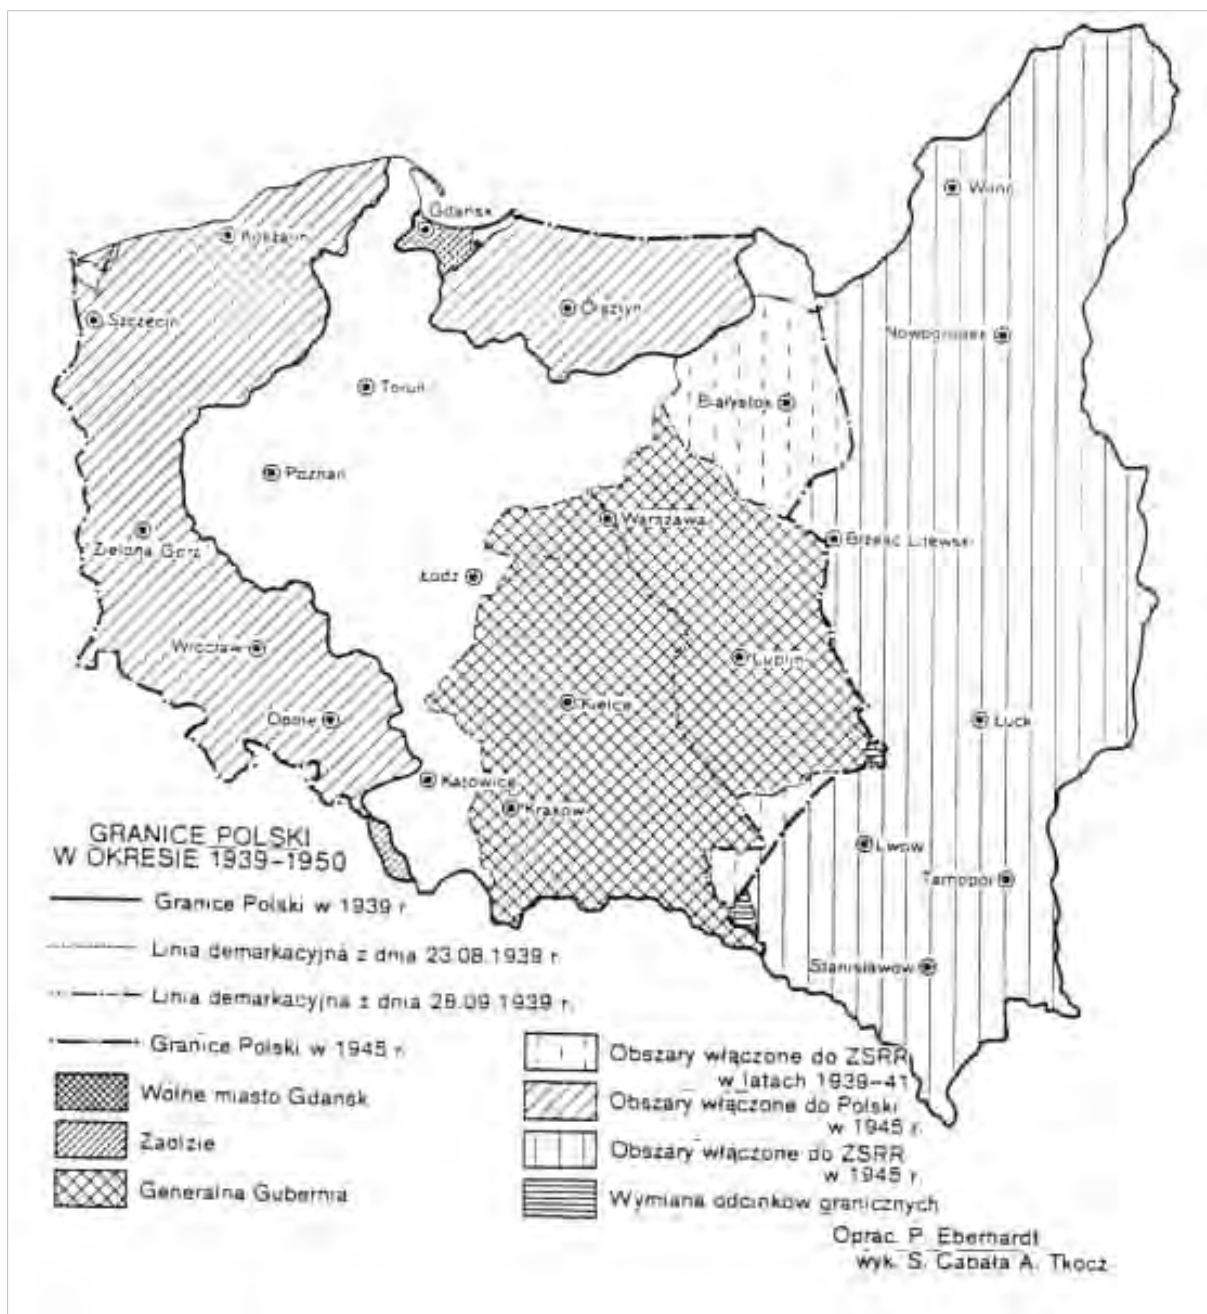 Wilno
Gdańsk
Koszalin
Olsztyn
Szczecin
Nowogródek
Toruń
Białystok
Poznań
Warszawa
Brześć Litewski
Zielona Góra
Łódź
Wrocław
Lublin
Kielce
Opole
Łuck
Katowice
Kraków
Lwów
Tarnopol
Stanisławów
GRANICE POLSKI
W OKRESIE 1939-1950
Granice Polski w 1939 r.
Linia demarkacyjna z dnia 23.08.1939 r.
Linia demarkacyjna z dnia 28.09.1939 r.
Granice Polski w 1945 r.
Wolne miasto Gdańsk
Zaolzie
Generalna Gubernia
Obszary włączone do ZSRR
w latach 1939-41
Obszary włączone do Polski
w 1945 r.
Obszary włączone do ZSRR
w 1945 r.
Wymiana odcinków granicznych
Oprac. P. Eberhardt
wyk. S. Cabała A. Tkocz